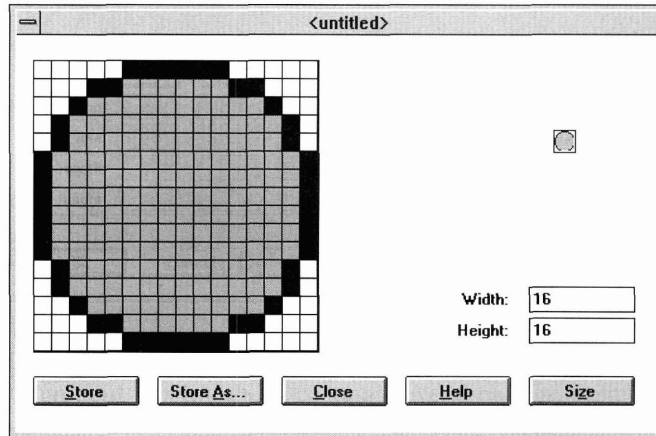 <untitled>
Width: 16
Height: 16
Store
Store As...
Close
Help
Size